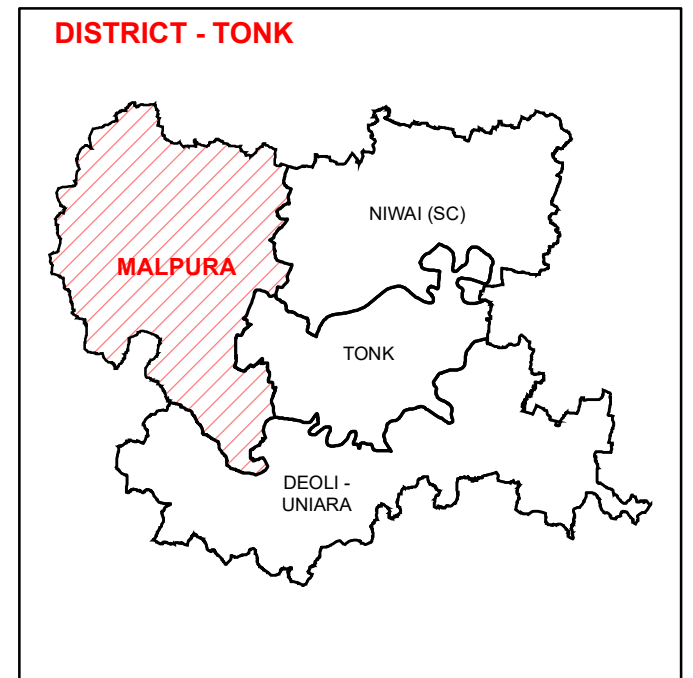 DISTRICT - TONK
NIWAI (SC)
MALPURA
TONK
DEOLI -
UNIARA